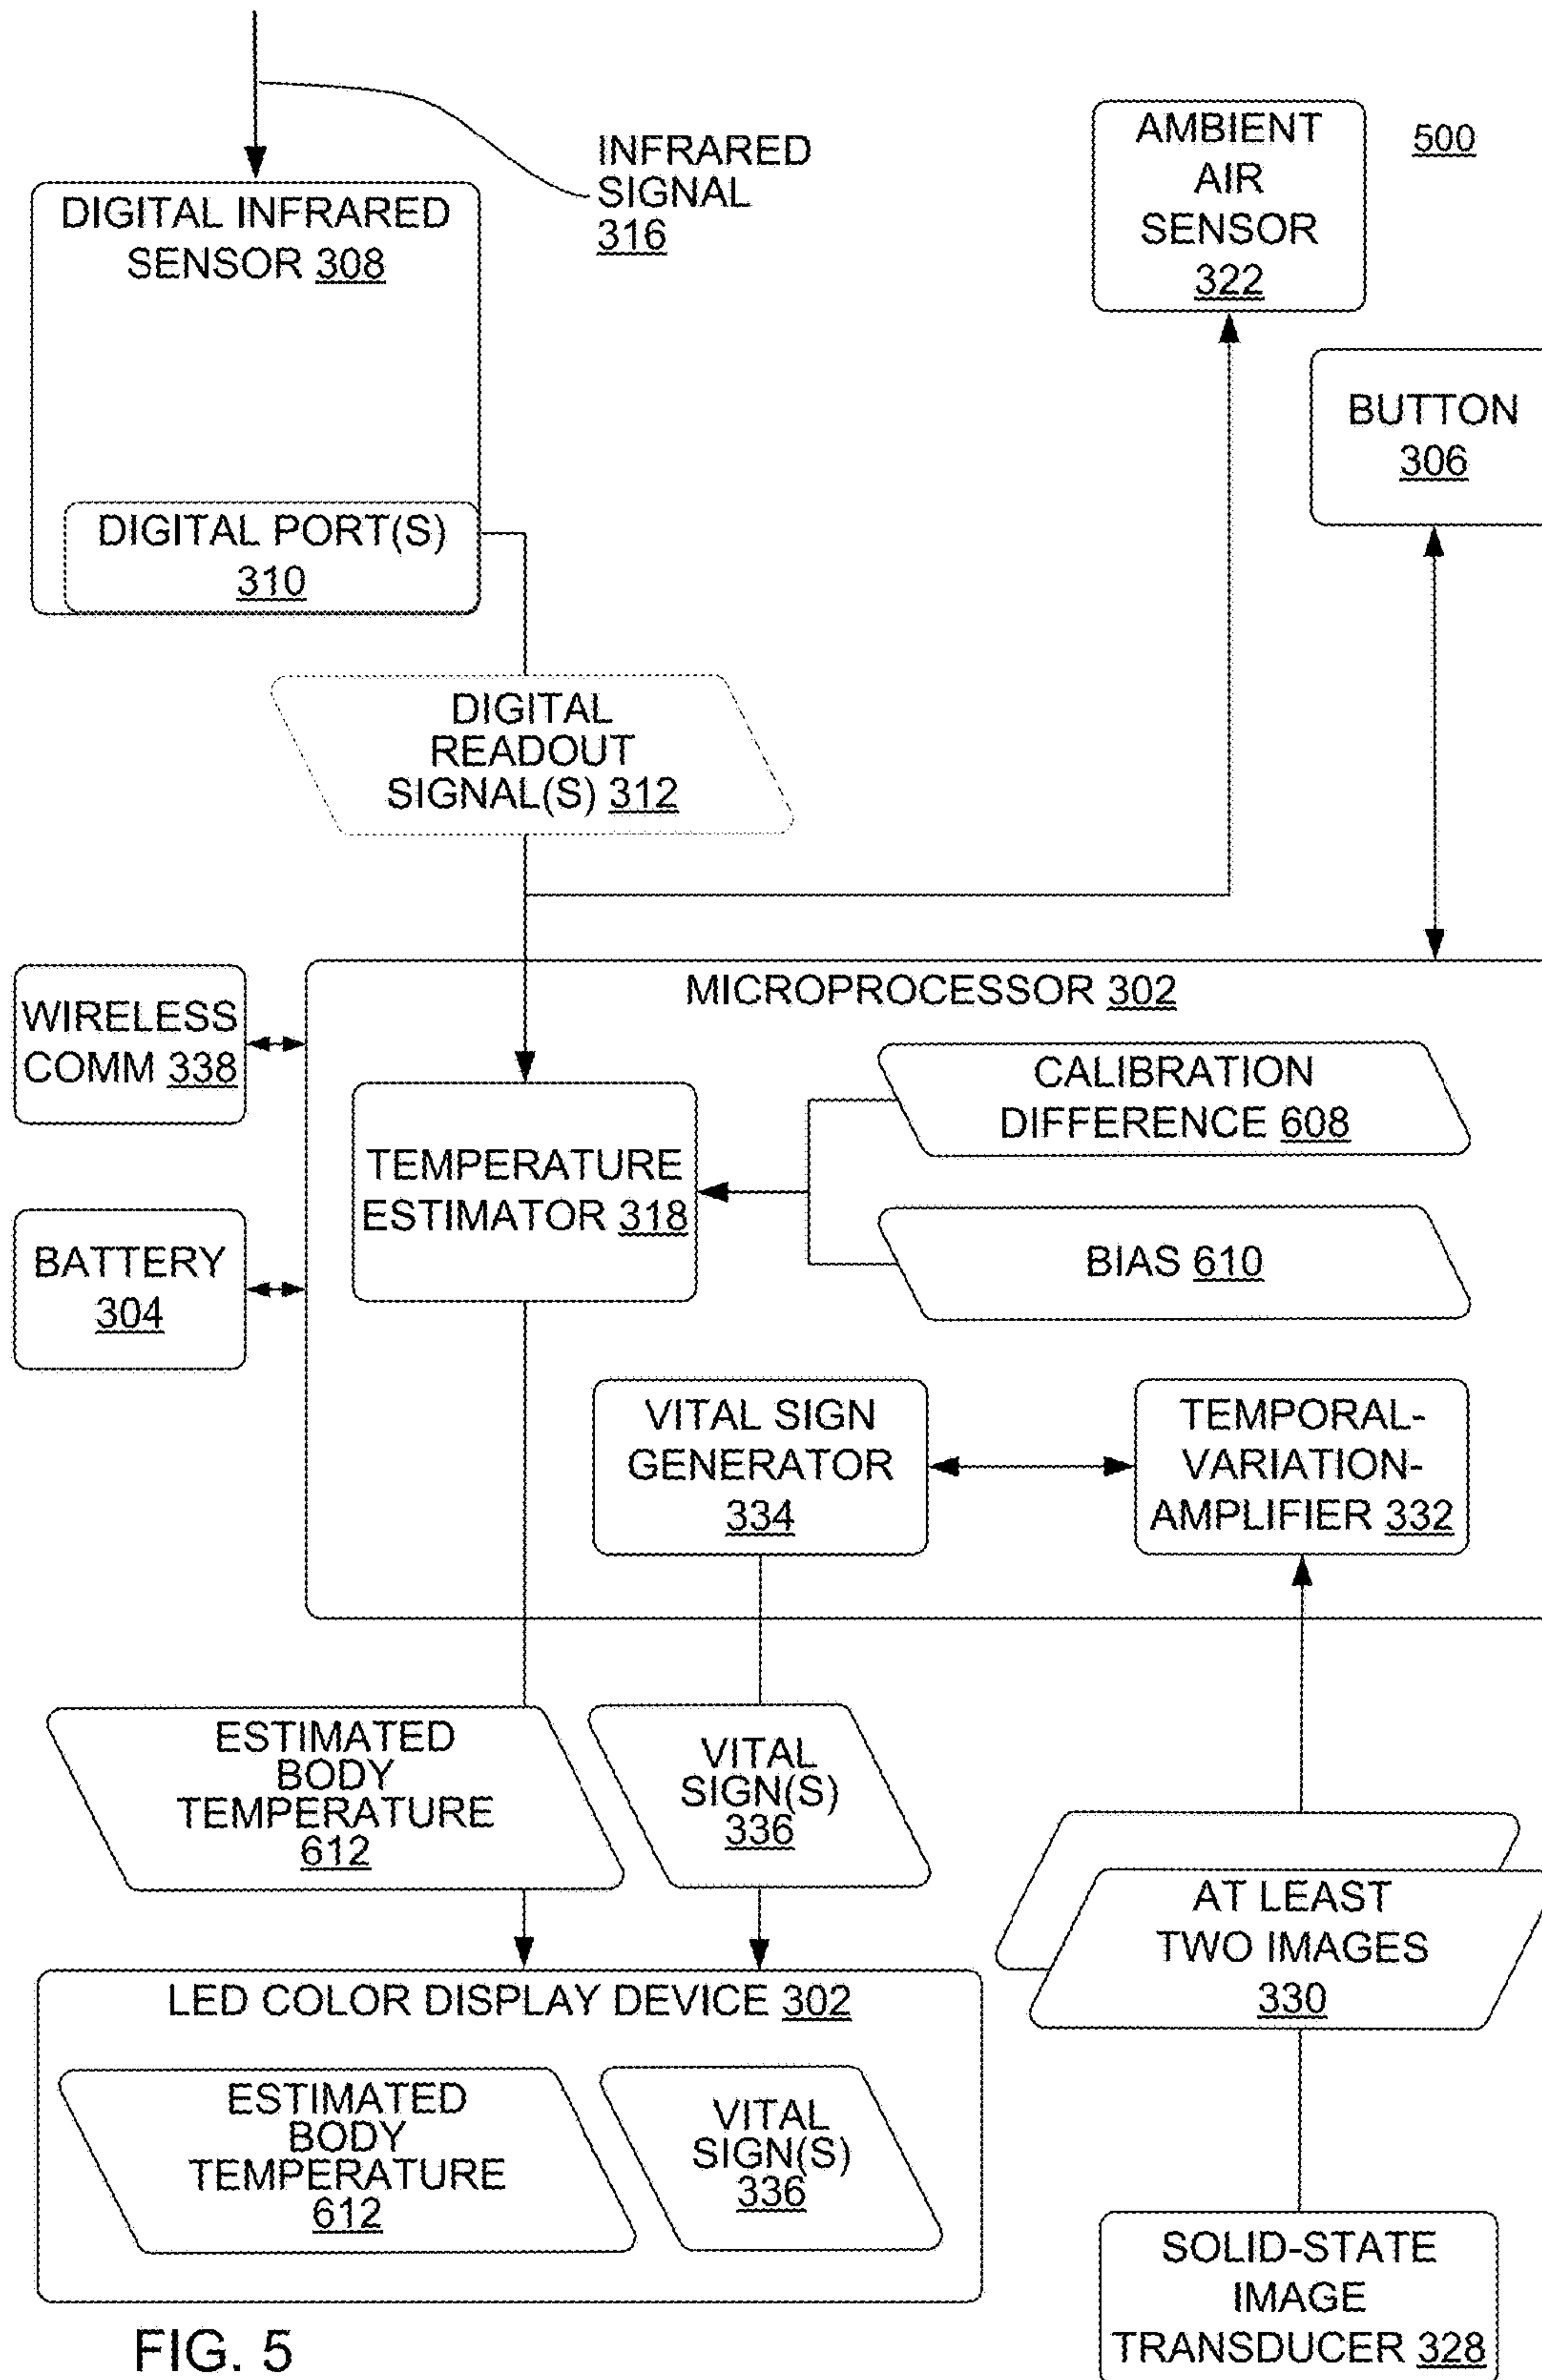 INFRARED
SIGNAL
316
AMBIENT
AIR
SENSOR
322
500
DIGITAL INFRARED
SENSOR 308
BUTTON
306
DIGITAL PORT(S)
310
DIGITAL
READOUT
SIGNAL(S) 312
MICROPROCESSOR 302
WIRELESS
COMM 338
CALIBRATION
DIFFERENCE 608
TEMPERATURE
ESTIMATOR 318
BATTERY
304
BIAS 610
VITAL SIGN
GENERATOR
334
TEMPORAL-
VARIATION-
AMPLIFIER 332
ESTIMATED
BODY
TEMPERATURE
612
VITAL
SIGN(S)
336
AT LEAST
TWO IMAGES
330
LED COLOR DISPLAY DEVICE 302
ESTIMATED
BODY
TEMPERATURE
612
VITAL
SIGN(S)
336
SOLID-STATE
IMAGE
TRANSDUCER 328
FIG. 5